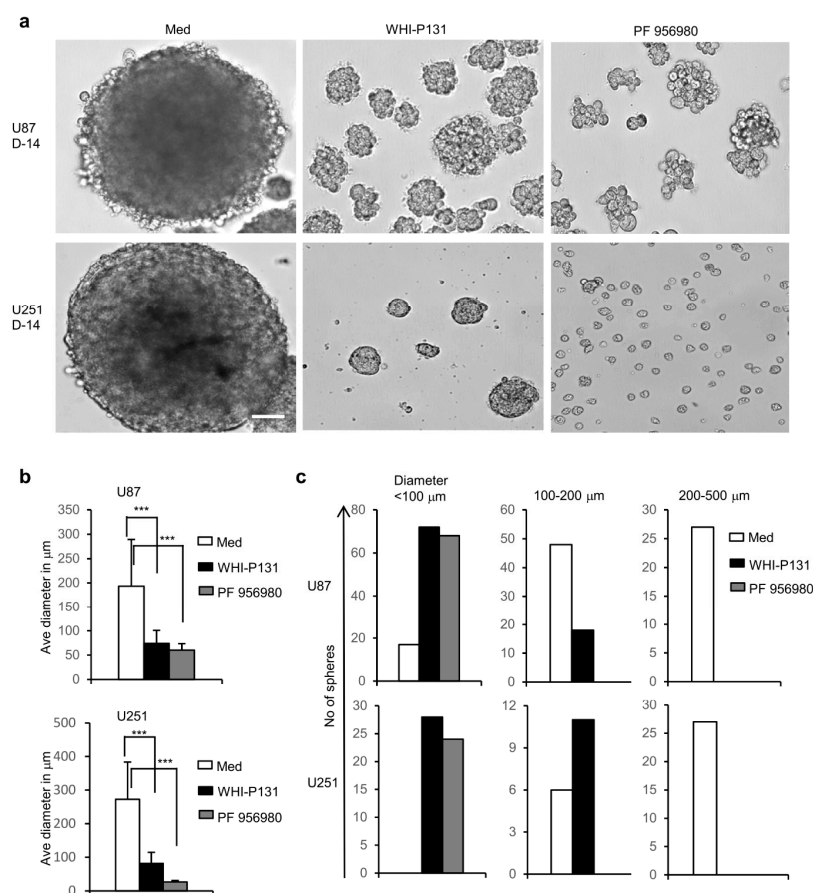 a
Med WHI-P131 PF 956980
U87
D-14
U251
D-14
b
U87
Ave diameter in μm
350
300
250
200
150
100
50
0
***
***
Med
WHI-P131
PF 956980
U251
Ave diameter in μm
500
400
300
200
100
0
***
***
Med
WHI-P131
PF 956980
c
Diameter
<100 μm
100-200 μm
200-500 μm
No of spheres
U87
80
60
40
20
0
60
50
40
30
20
10
0
30
25
20
15
10
5
0
Med
WHI-P131
PF 956980
U251
30
25
20
15
10
5
0
12
9
6
3
0
30
25
20
15
10
5
0